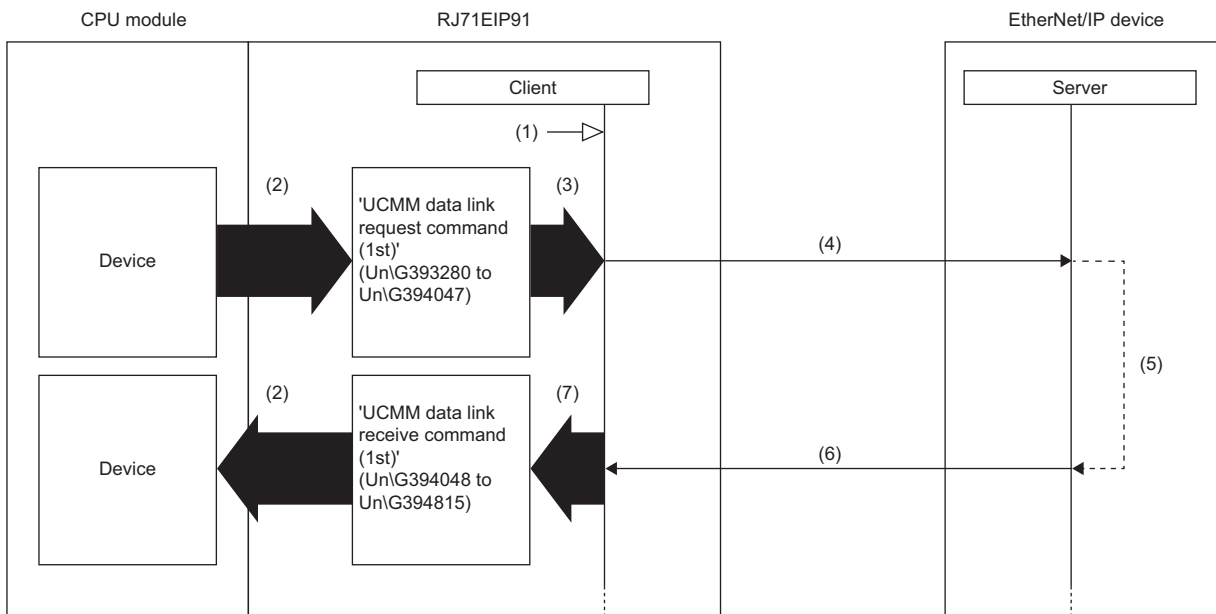 CPU module
RJ71EIP91
EtherNet/IP device
Client
Server
(1)
(2)
(3)
'UCMM data link
request command
(1st)'
(Un\G393280 to
Un\G394047)
Device
(4)
(5)
(2)
(7)
'UCMM data link
receive command
(1st)'
(Un\G394048 to
Un\G394815)
Device
(6)